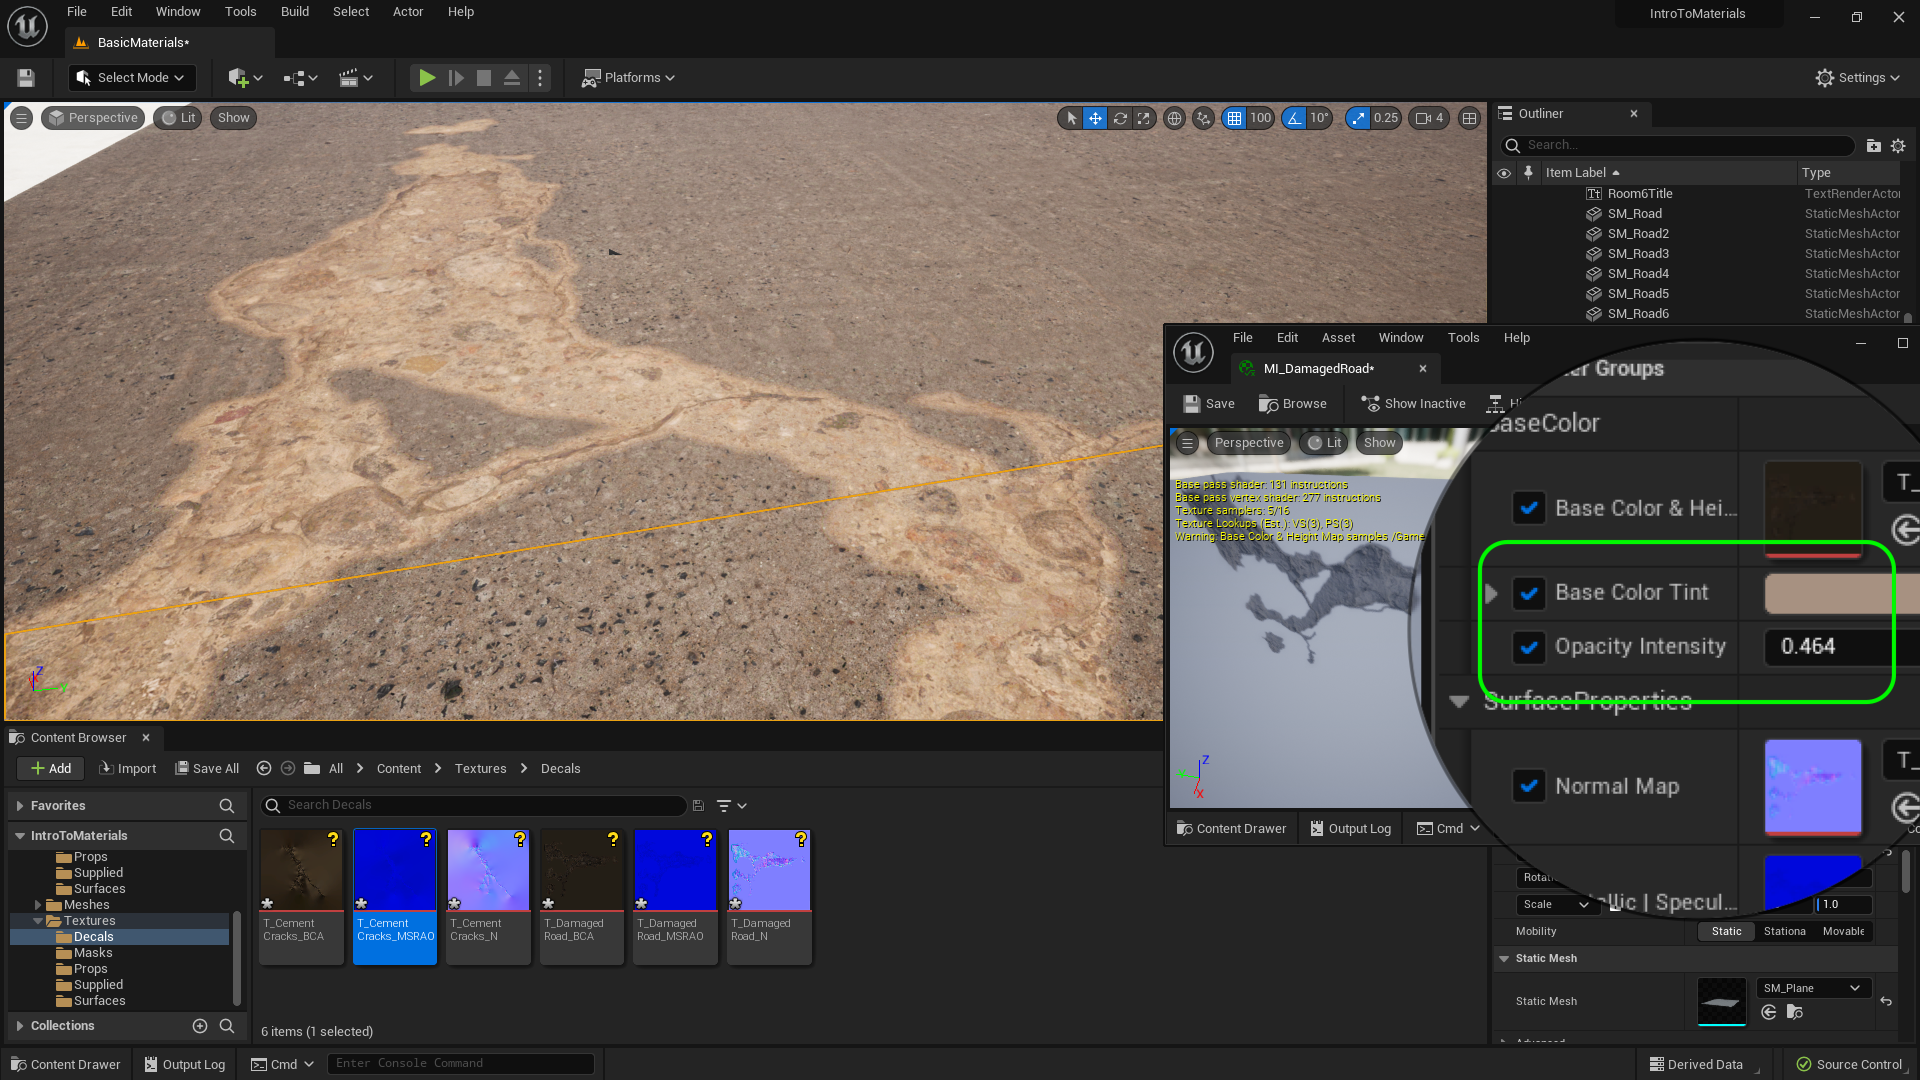 File Edit Window Tools Build Select Actor Help
IntroToMaterials
BasicMaterials*
Select Mode
Platforms
Settings
Perspective Lit Show
100 10° 0.25 4
Outliner
Search...
Item Label Type
Room6Title TextRenderActor
SM_Road StaticMeshActor
SM_Road2 StaticMeshActor
SM_Road3 StaticMeshActor
SM_Road4 StaticMeshActor
SM_Road5 StaticMeshActor
SM_Road6 StaticMeshActor
File Edit Asset Window Tools Help
MI_DamagedRoad*
Save Browse Show Inactive
Perspective Lit Show
Base pass shader: 131 instructions
Base pass vertex shader: 277 instructions
Texture samplers: 5/16
Texture Lookups (Est.): VS(3), PS(3)
Warning: Base Color & Height Map samples /Game
Groups
BaseColor
Base Color & Hei...
T_
Base Color Tint
Opacity Intensity 0.464
SurfaceProperties
Normal Map
T_
llic | Specul...
Content Drawer Output Log Cmd
Z
X
Z
Content Browser
Add Import Save All All Content Textures Decals
Favorites
Search Decals
IntroToMaterials
Props
Supplied
Surfaces
Meshes
Textures
Decals
Masks
Props
Supplied
Surfaces
Collections
T_Cement
Cracks_BCA
T_Cement
Cracks_MSRAO
T_Cement
Cracks_N
T_Damaged
Road_BCA
T_Damaged
Road_MSRAO
T_Damaged
Road_N
6 items (1 selected)
Rotati
Scale 1.0
Mobility Static Stationa Movable
Static Mesh
Static Mesh SM_Plane
Content Drawer Output Log Cmd Enter Console Command
Derived Data Source Control